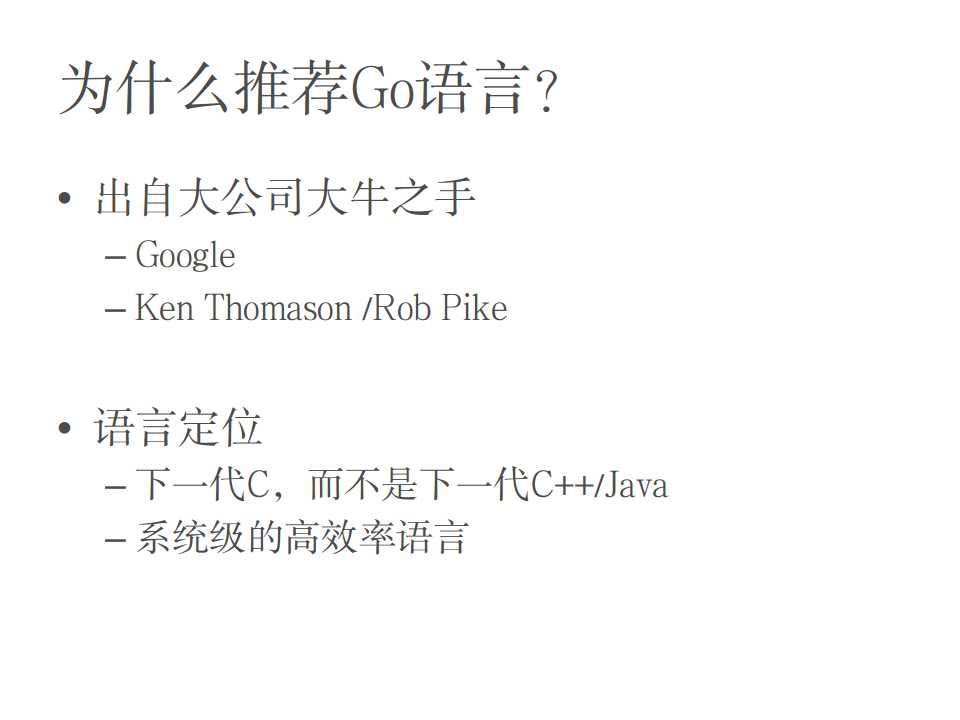 为什么推荐Go语言?
• 出自大公司大牛之手
– Google
– Ken Thomason /Rob Pike
• 语言定位
– 下一代C，而不是下一代C++/Java
– 系统级的高效率语言